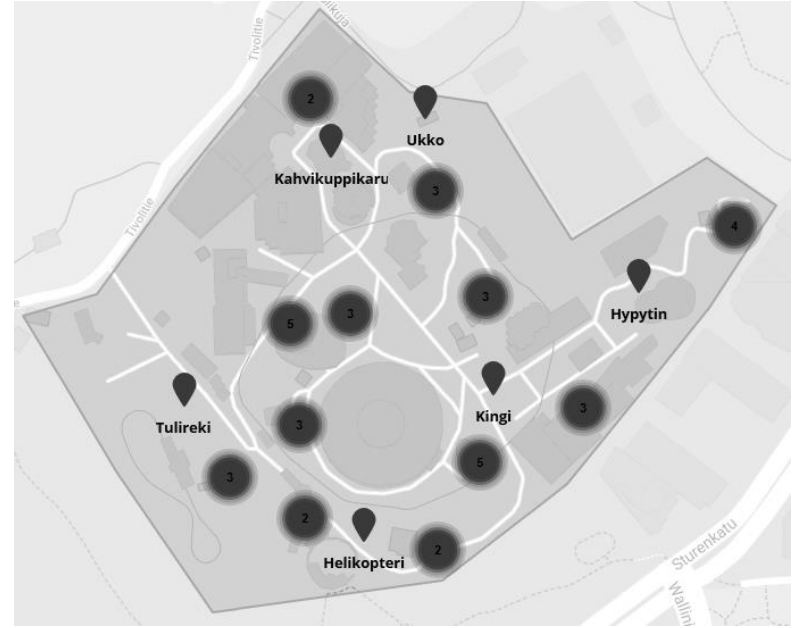 Tivolitie
2
Ukko
Kahvikuppikaru
3
4
Tivolitie
3
Hypytin
5
3
Tulireki
Kingi
3
3
5
3
2
Helikopteri
2
Sturenkatu
Wallin